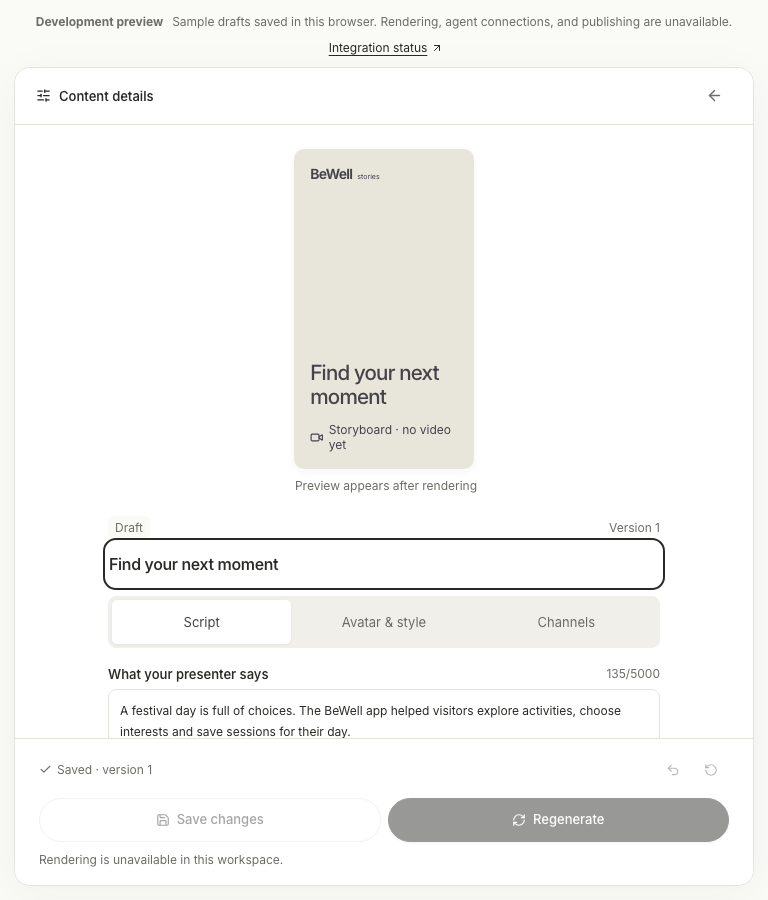 Development preview Sample drafts saved in this browser. Rendering, agent connections, and publishing are unavailable.
Integration status
Content details
BeWell stories
Find your next
moment
Storyboard · no video
yet
Preview appears after rendering
Draft Version 1
Find your next moment
Script Avatar & style Channels
What your presenter says 135/5000
A festival day is full of choices. The BeWell app helped visitors explore activities, choose
interests and save sessions for their day.
Saved · version 1
Save changes Regenerate
Rendering is unavailable in this workspace.